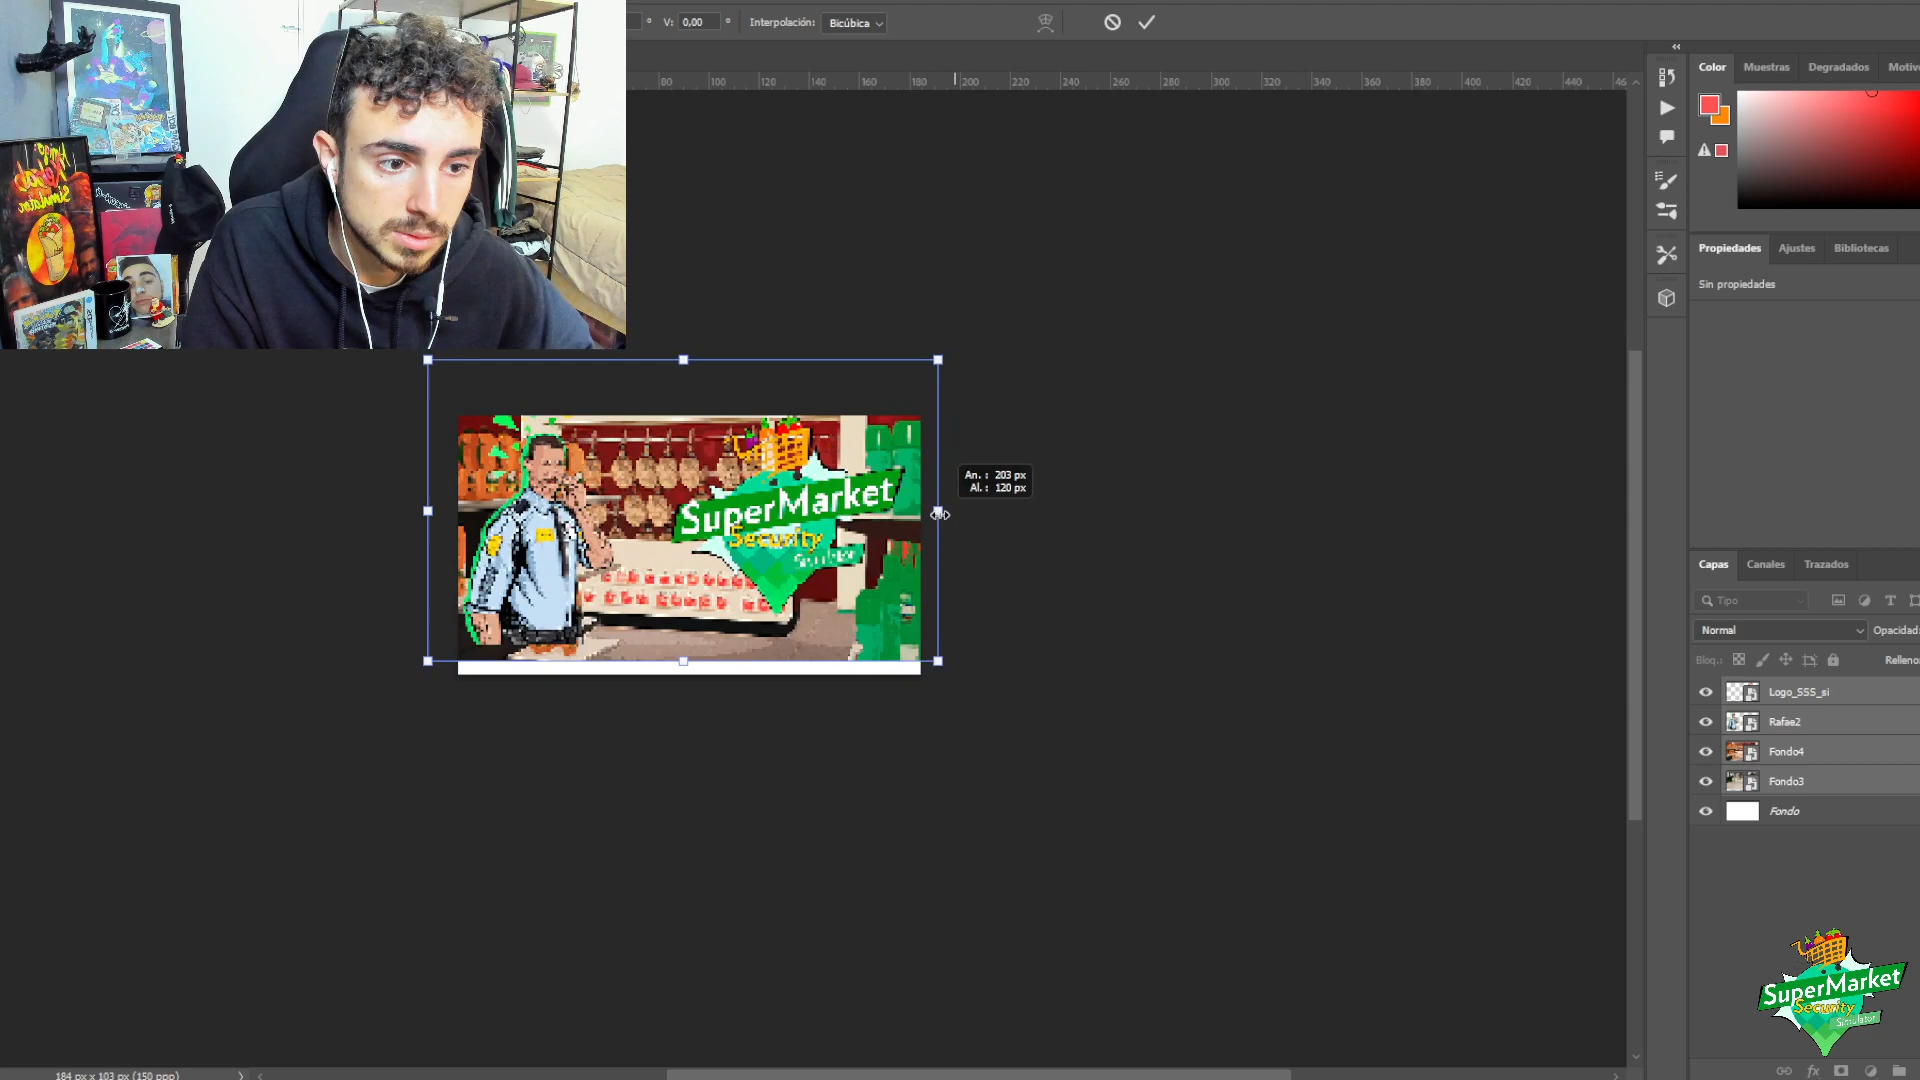 V: 0,00 °
Interpolación: Bicúbica
80 100 120 140 160 180 200 220 240 260 280 300 320 340 360 380 400 420 440 46
Color Muestras Degradados Motivo
Propiedades Ajustes Bibliotecas
Sin propiedades
An. : 203 px
Al. : 120 px
SuperMarket
Security
Simulator
Capas Canales Trazados
Tipo
Normal Opacidad:
Bloq.: Relleno
Logo_SSS_si
Rafae2
Fondo4
Fondo3
Fondo
SuperMarket
Security
Simulator
184 px x 103 px (150 ppp)